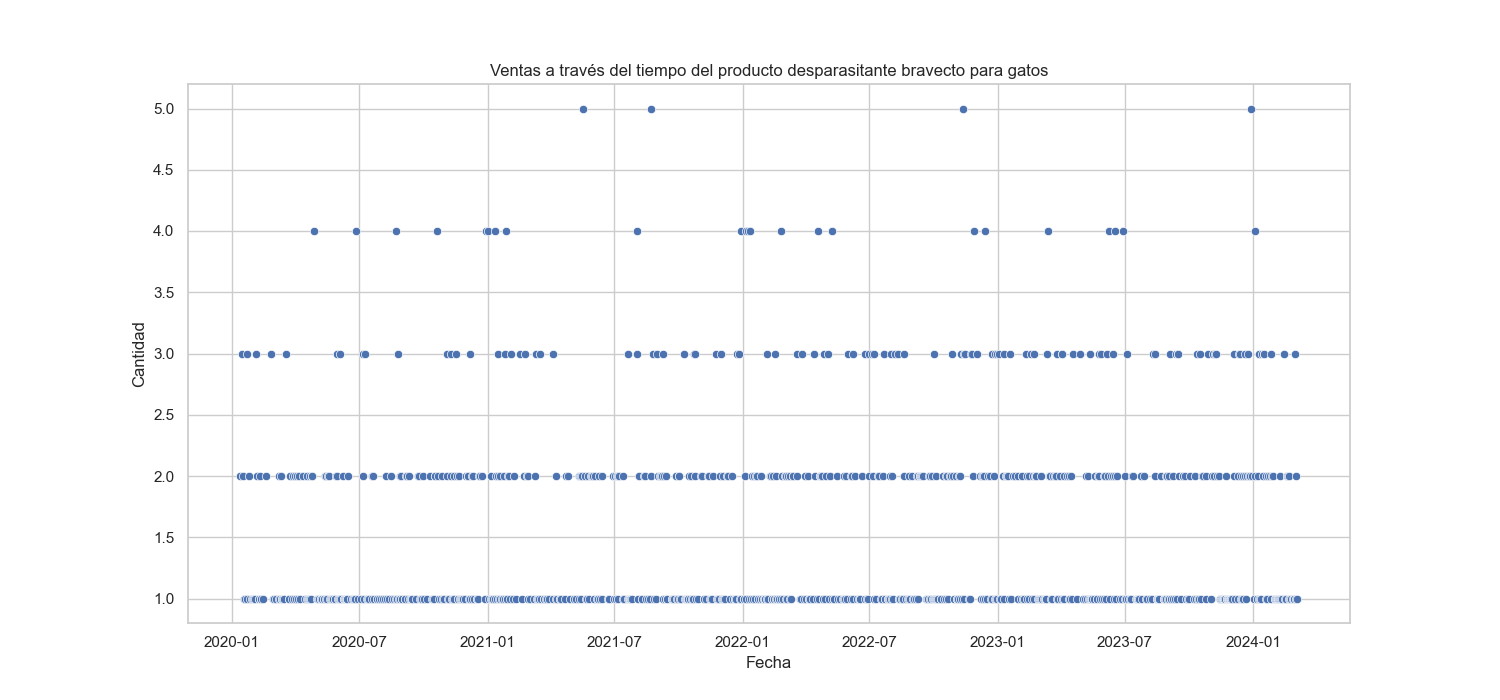 Ventas a través del tiempo del producto desparasitante bravecto para gatos
5.0
4.5
4.0
3.5
3.0
2.5
2.0
1.5
1.0
Cantidad
2020-01 2020-07 2021-01 2021-07 2022-01 2022-07 2023-01 2023-07 2024-01
Fecha